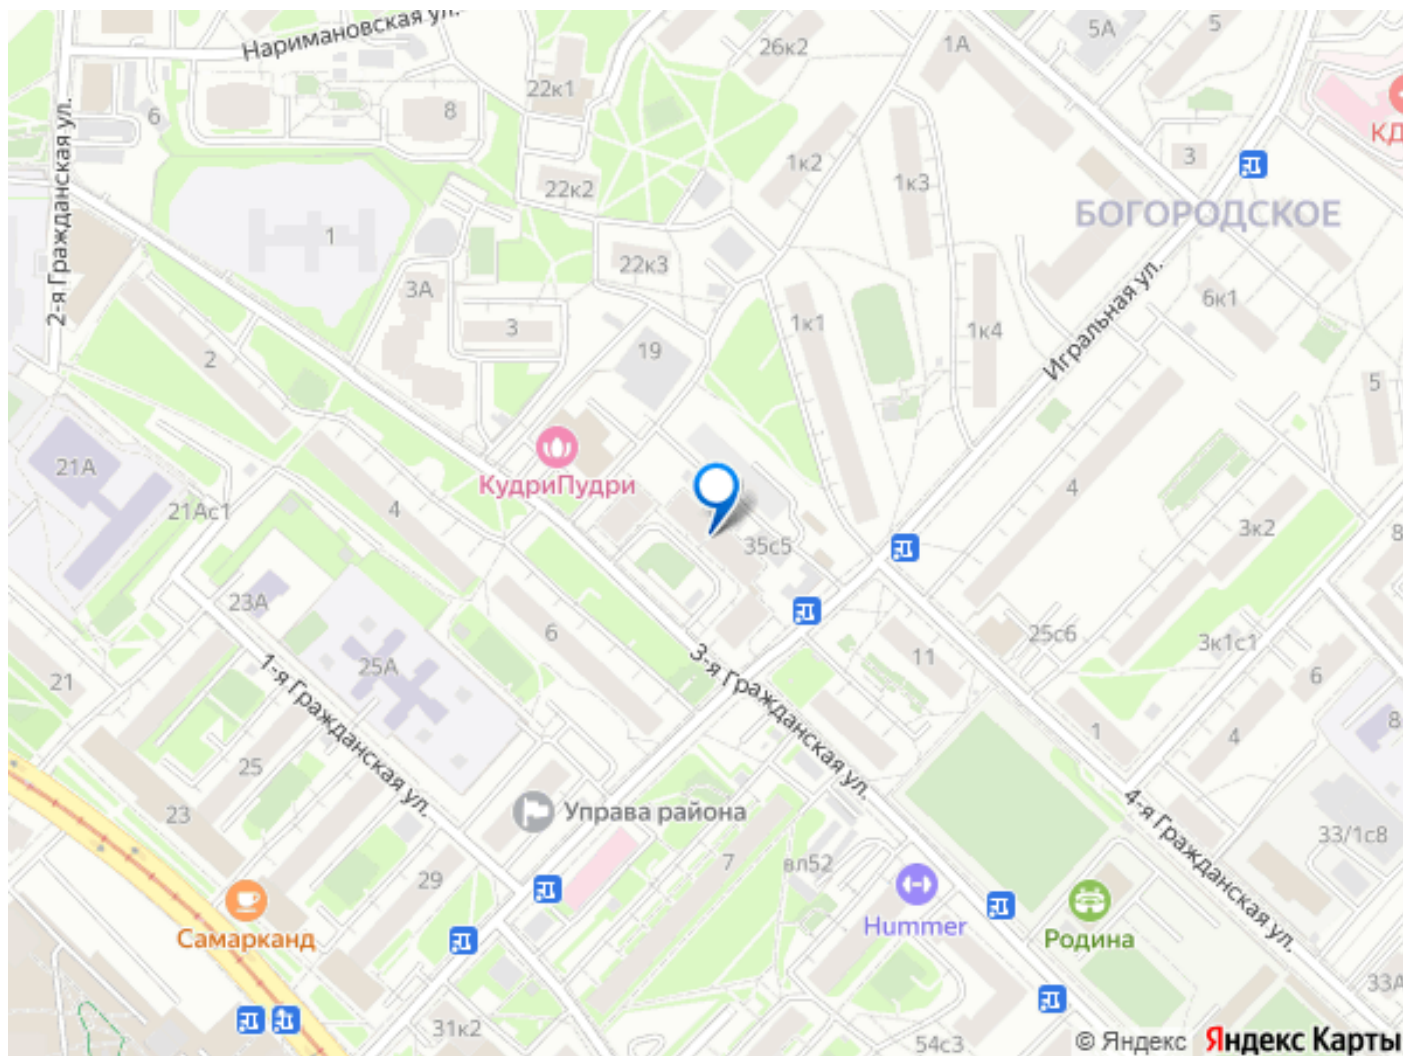 Наримановская ул.
26к2
1А
5А
5
22к1
6
8
КД
3
2-я Гражданская ул.
1к2
1к3
22к2
БОГОРОДСКОЕ
1
22к3
3А
6к1
3
1к1
1к4
Игральная ул.
2
19
5
21А
КудриПудри
4
21Ас1
4
35с5
3к2
8
23А
6
25с6
3к1с1
11
25А
21
1-я Гражданская ул.
3-я Гражданская ул.
6
1
4
8
25
23
Управа района
4-я Гражданская ул.
33/1с8
7
вл52
29
Hummer
Родина
Самарканд
33А
31к2
54с3
© Яндекс Яндекс Карты